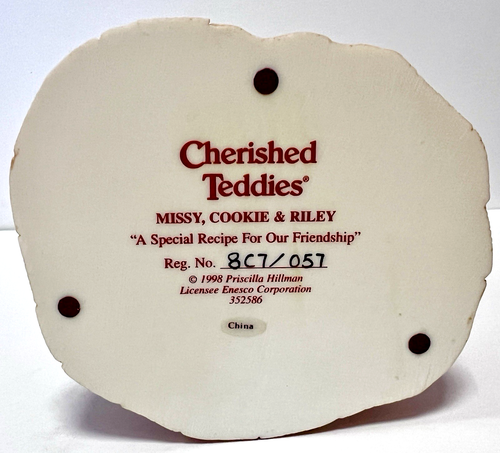 Cherished
Teddies®
MISSY, COOKIE & RILEY
“A Special Recipe For Our Friendship”
Reg. No. 8C7/057
© 1998 Priscilla Hillman
Licensee Enesco Corporation
352586
China